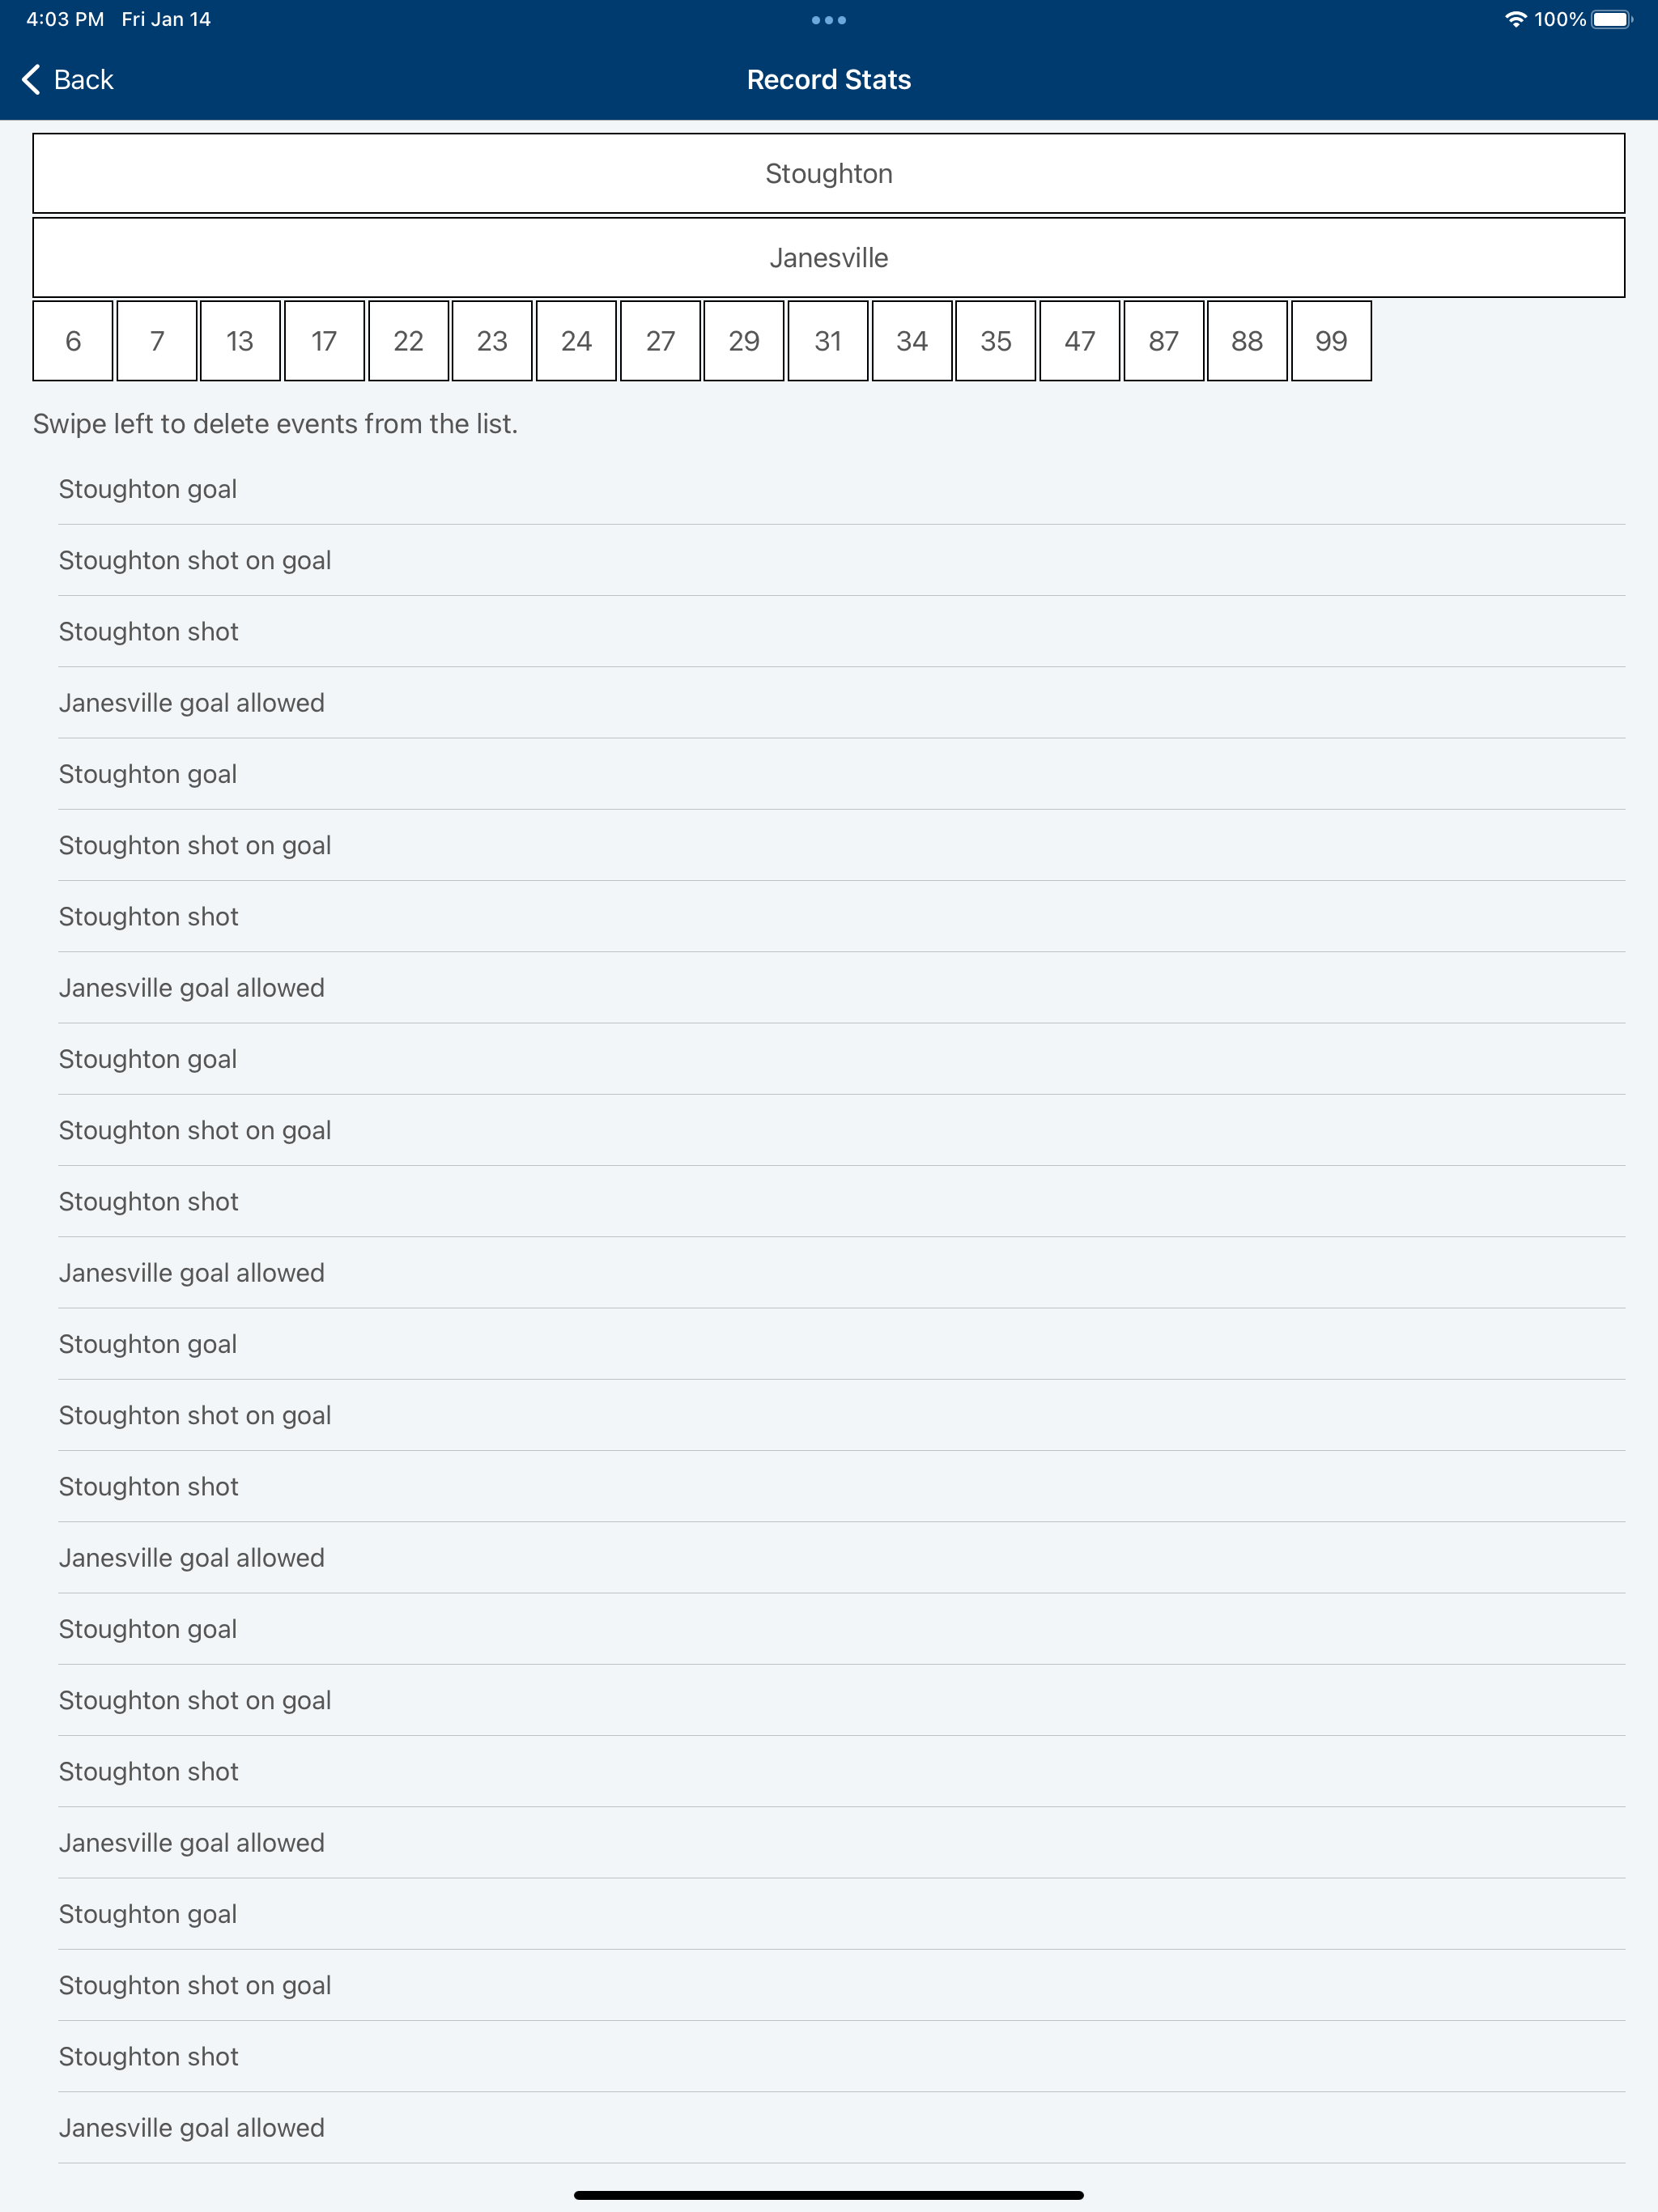 4:03 PM Fri Jan 14 100%
Back Record Stats
Stoughton
Janesville
6 7 13 17 22 23 24 27 29 31 34 35 47 87 88 99
Swipe left to delete events from the list.
Stoughton goal
Stoughton shot on goal
Stoughton shot
Janesville goal allowed
Stoughton goal
Stoughton shot on goal
Stoughton shot
Janesville goal allowed
Stoughton goal
Stoughton shot on goal
Stoughton shot
Janesville goal allowed
Stoughton goal
Stoughton shot on goal
Stoughton shot
Janesville goal allowed
Stoughton goal
Stoughton shot on goal
Stoughton shot
Janesville goal allowed
Stoughton goal
Stoughton shot on goal
Stoughton shot
Janesville goal allowed